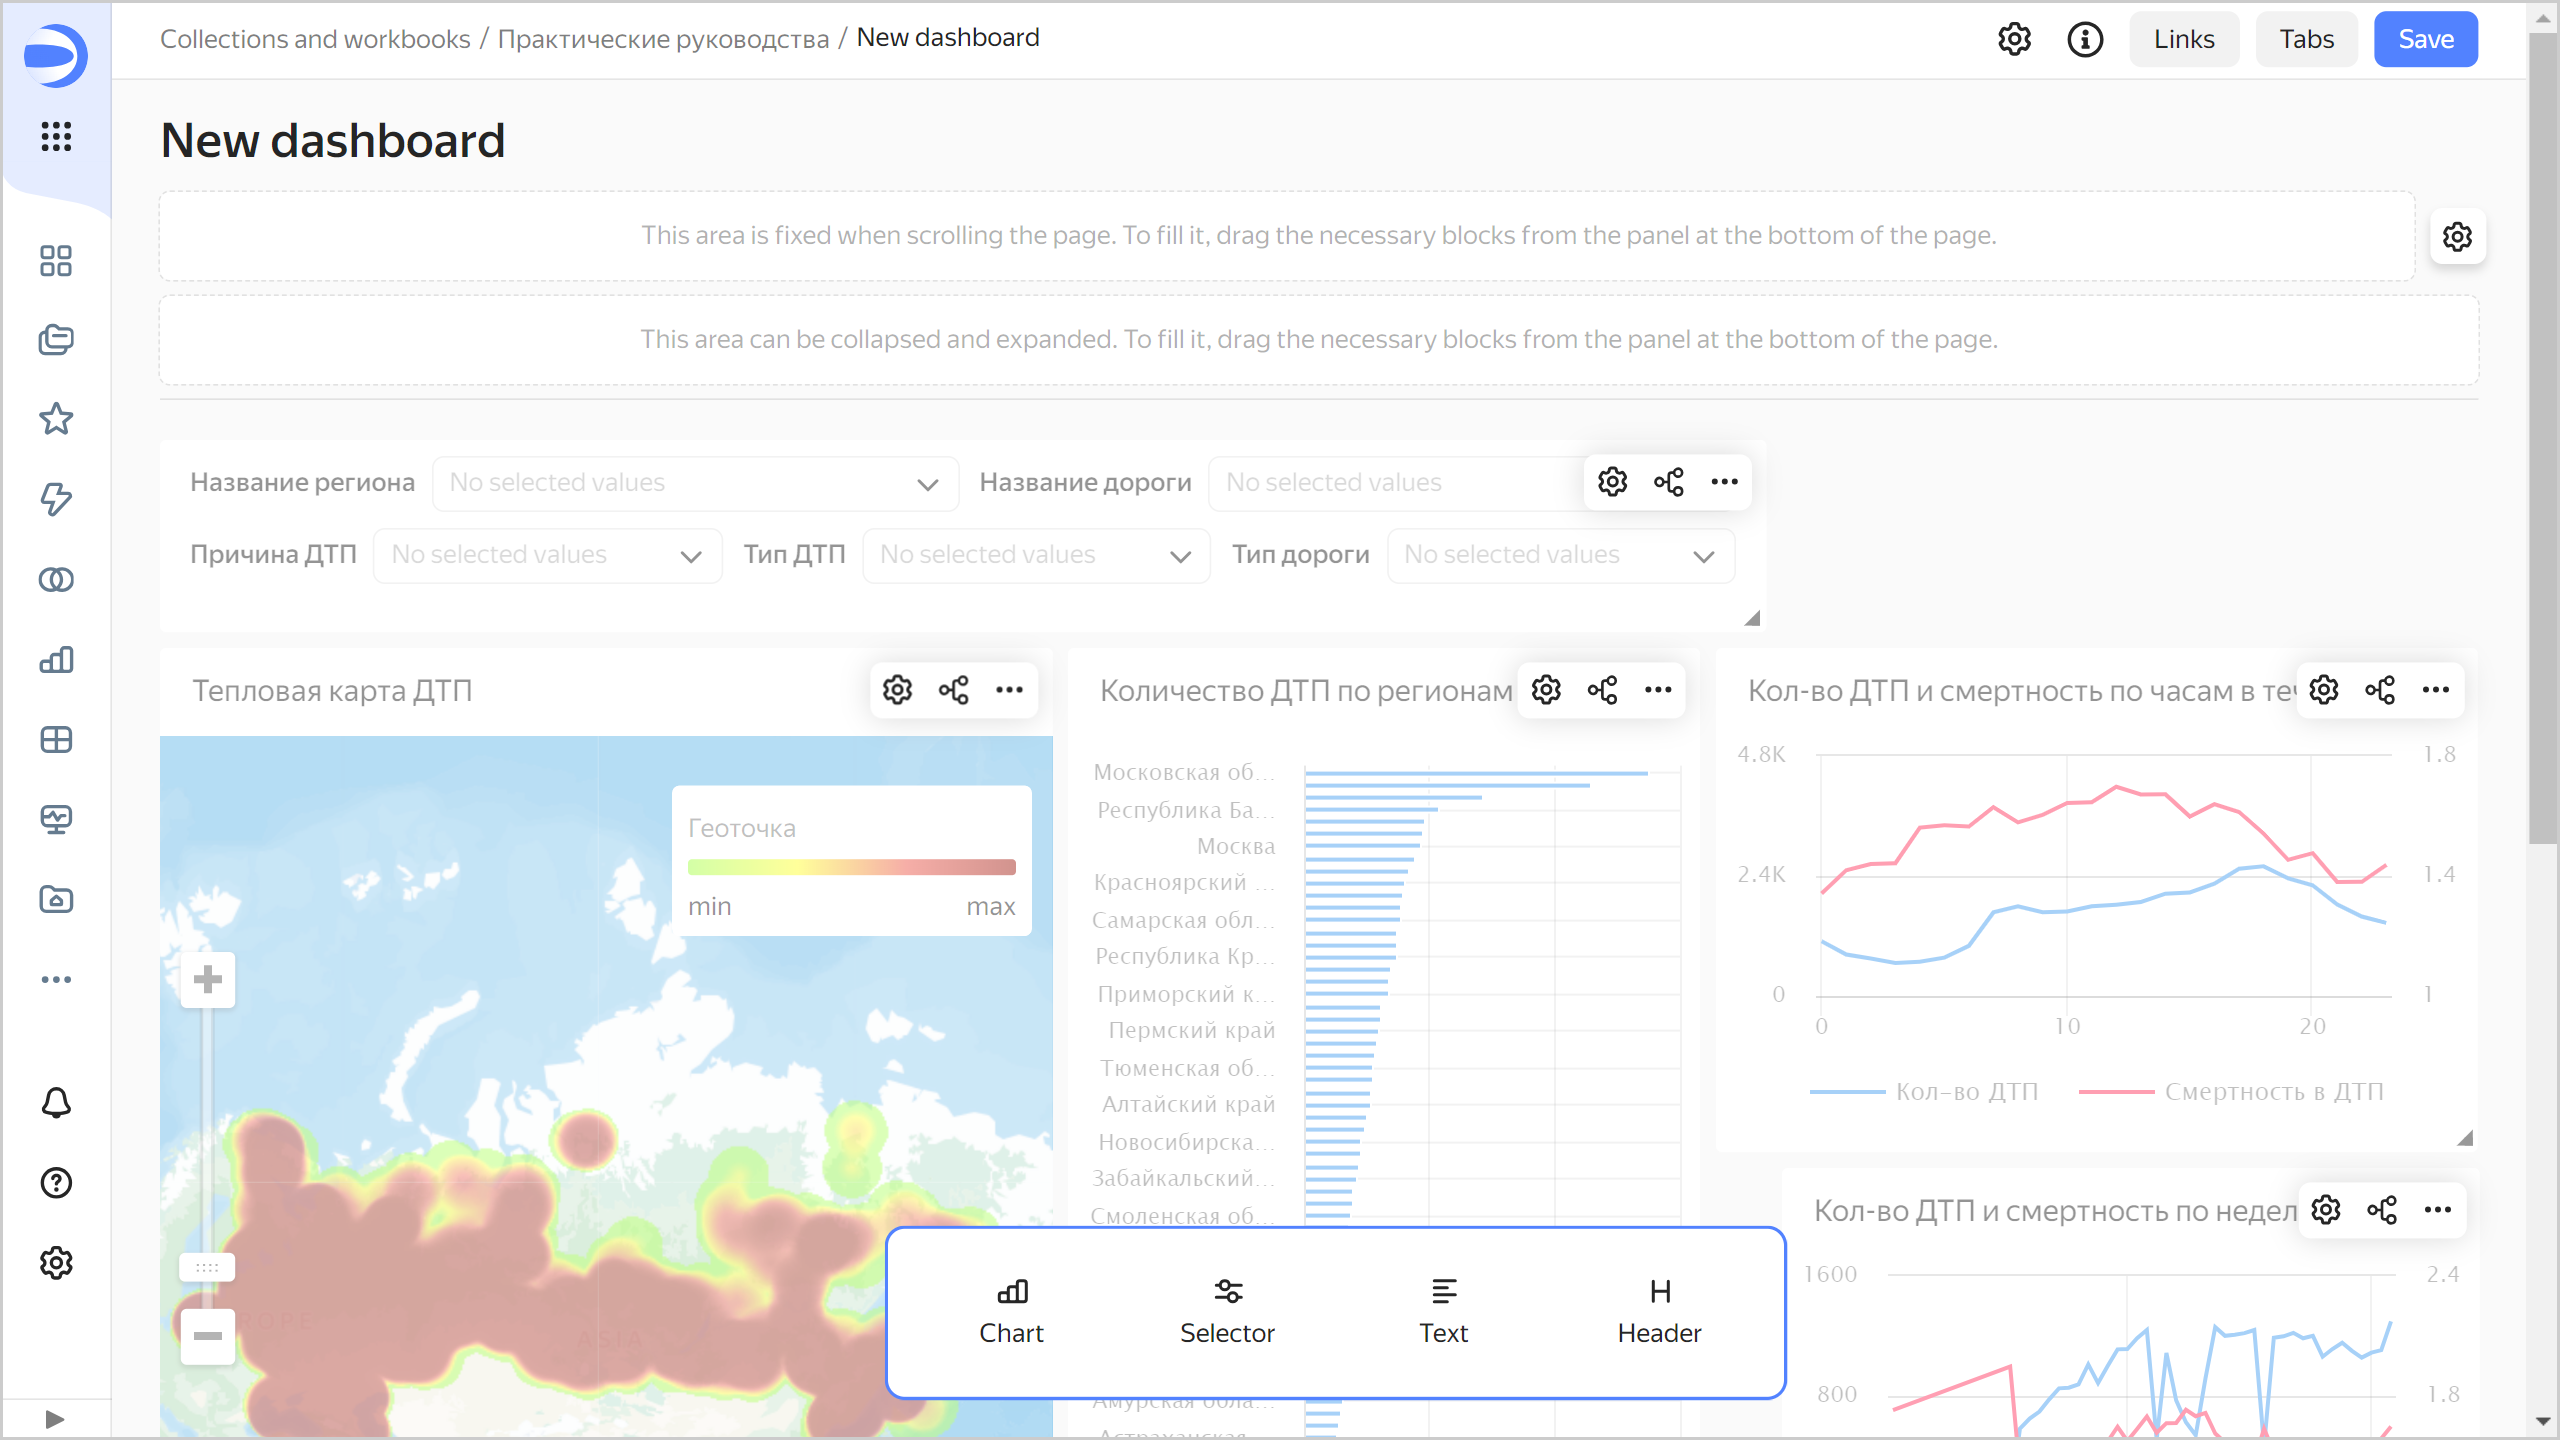 Collections and workbooks / Практические руководства / New dashboard
Links
Tabs
Save
New dashboard
This area is fixed when scrolling the page. To fill it, drag the necessary blocks from the panel at the bottom of the page.
This area can be collapsed and expanded. To fill it, drag the necessary blocks from the panel at the bottom of the page.
Название региона No selected values Название дороги No selected values
Причина ДТП No selected values Тип ДТП No selected values Тип дороги No selected values
Тепловая карта ДТП
Геоточка
min max
ASIA
Количество ДТП по регионам
Московская об...
Республика Ба...
Москва
Красноярский ...
Самарская обл...
Республика Кр...
Приморский к...
Пермский край
Тюменская об...
Алтайский край
Новосибирска...
Забайкальский...
Смоленская об...
Амурская обла...
Астраханская
Кол-во ДТП и смертность по часам в теч
4.8K 1.8
2.4K 1.4
0 1
0 10 20
Кол-во ДТП Смертность в ДТП
Кол-во ДТП и смертность по недел
1600 2.4
800 1.8
Chart
Selector
Text
H
Header